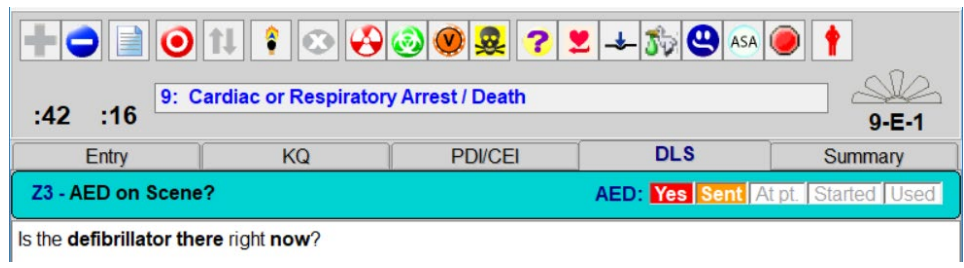 V ? ASA
:42 :16 9: Cardiac or Respiratory Arrest / Death 9-E-1
Entry KQ PDI/CEI DLS Summary
Z3 - AED on Scene? AED: Yes Sent At pt. Started Used
Is the defibrillator there right now?